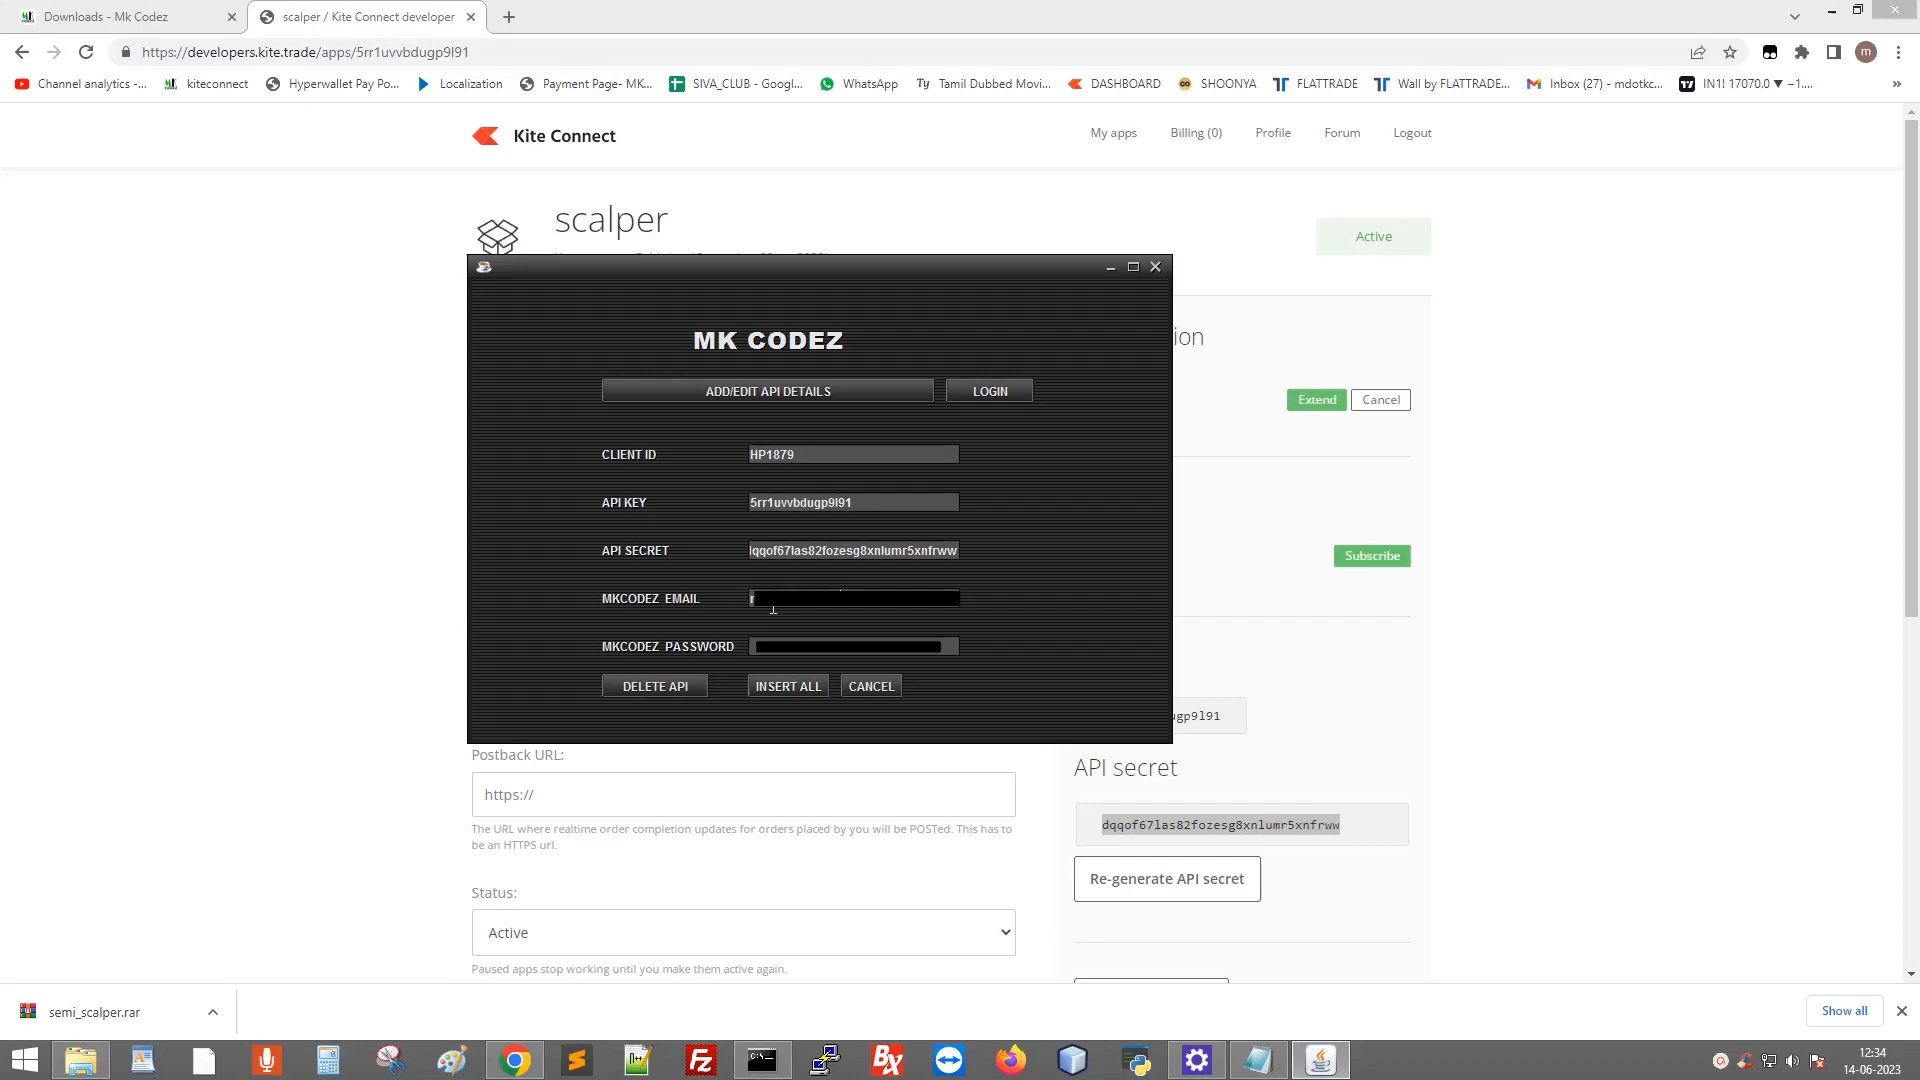 Downloads - Mk Codez
scalper / Kite Connect developer
https://developers.kite.trade/apps/5rr1uvvbdugp9l91
m
Channel analytics -...
kiteconnect
Hyperwallet Pay Po...
Localization
Payment Page- MK...
SIVA_CLUB - Googl...
WhatsApp
Tamil Dubbed Movi...
DASHBOARD
SHOONYA
FLATTRADE
Wall by FLATTRADE...
Inbox (27) - mdotkc...
IN1! 17070.0 ▼ −1....
»
Kite Connect
My apps
Billing (0)
Profile
Forum
Logout
scalper
Active
MK CODEZ
ADD/EDIT API DETAILS
LOGIN
CLIENT ID
HP1879
API KEY
5rr1uvvbdugp9l91
API SECRET
lqqof67las82fozesg8xnlumr5xnfrww
MKCODEZ EMAIL
MKCODEZ PASSWORD
DELETE API
INSERT ALL
CANCEL
ion
Extend
Cancel
Subscribe
ugp9l91
Postback URL:
https://
The URL where realtime order completion updates for orders placed by you will be POSTed. This has to
be an HTTPS url.
Status:
Active
Paused apps stop working until you make them active again.
API secret
dqqof67las82fozesg8xnlumr5xnfrww
Re-generate API secret
semi_scalper.rar
Show all
12:34
14-06-2023